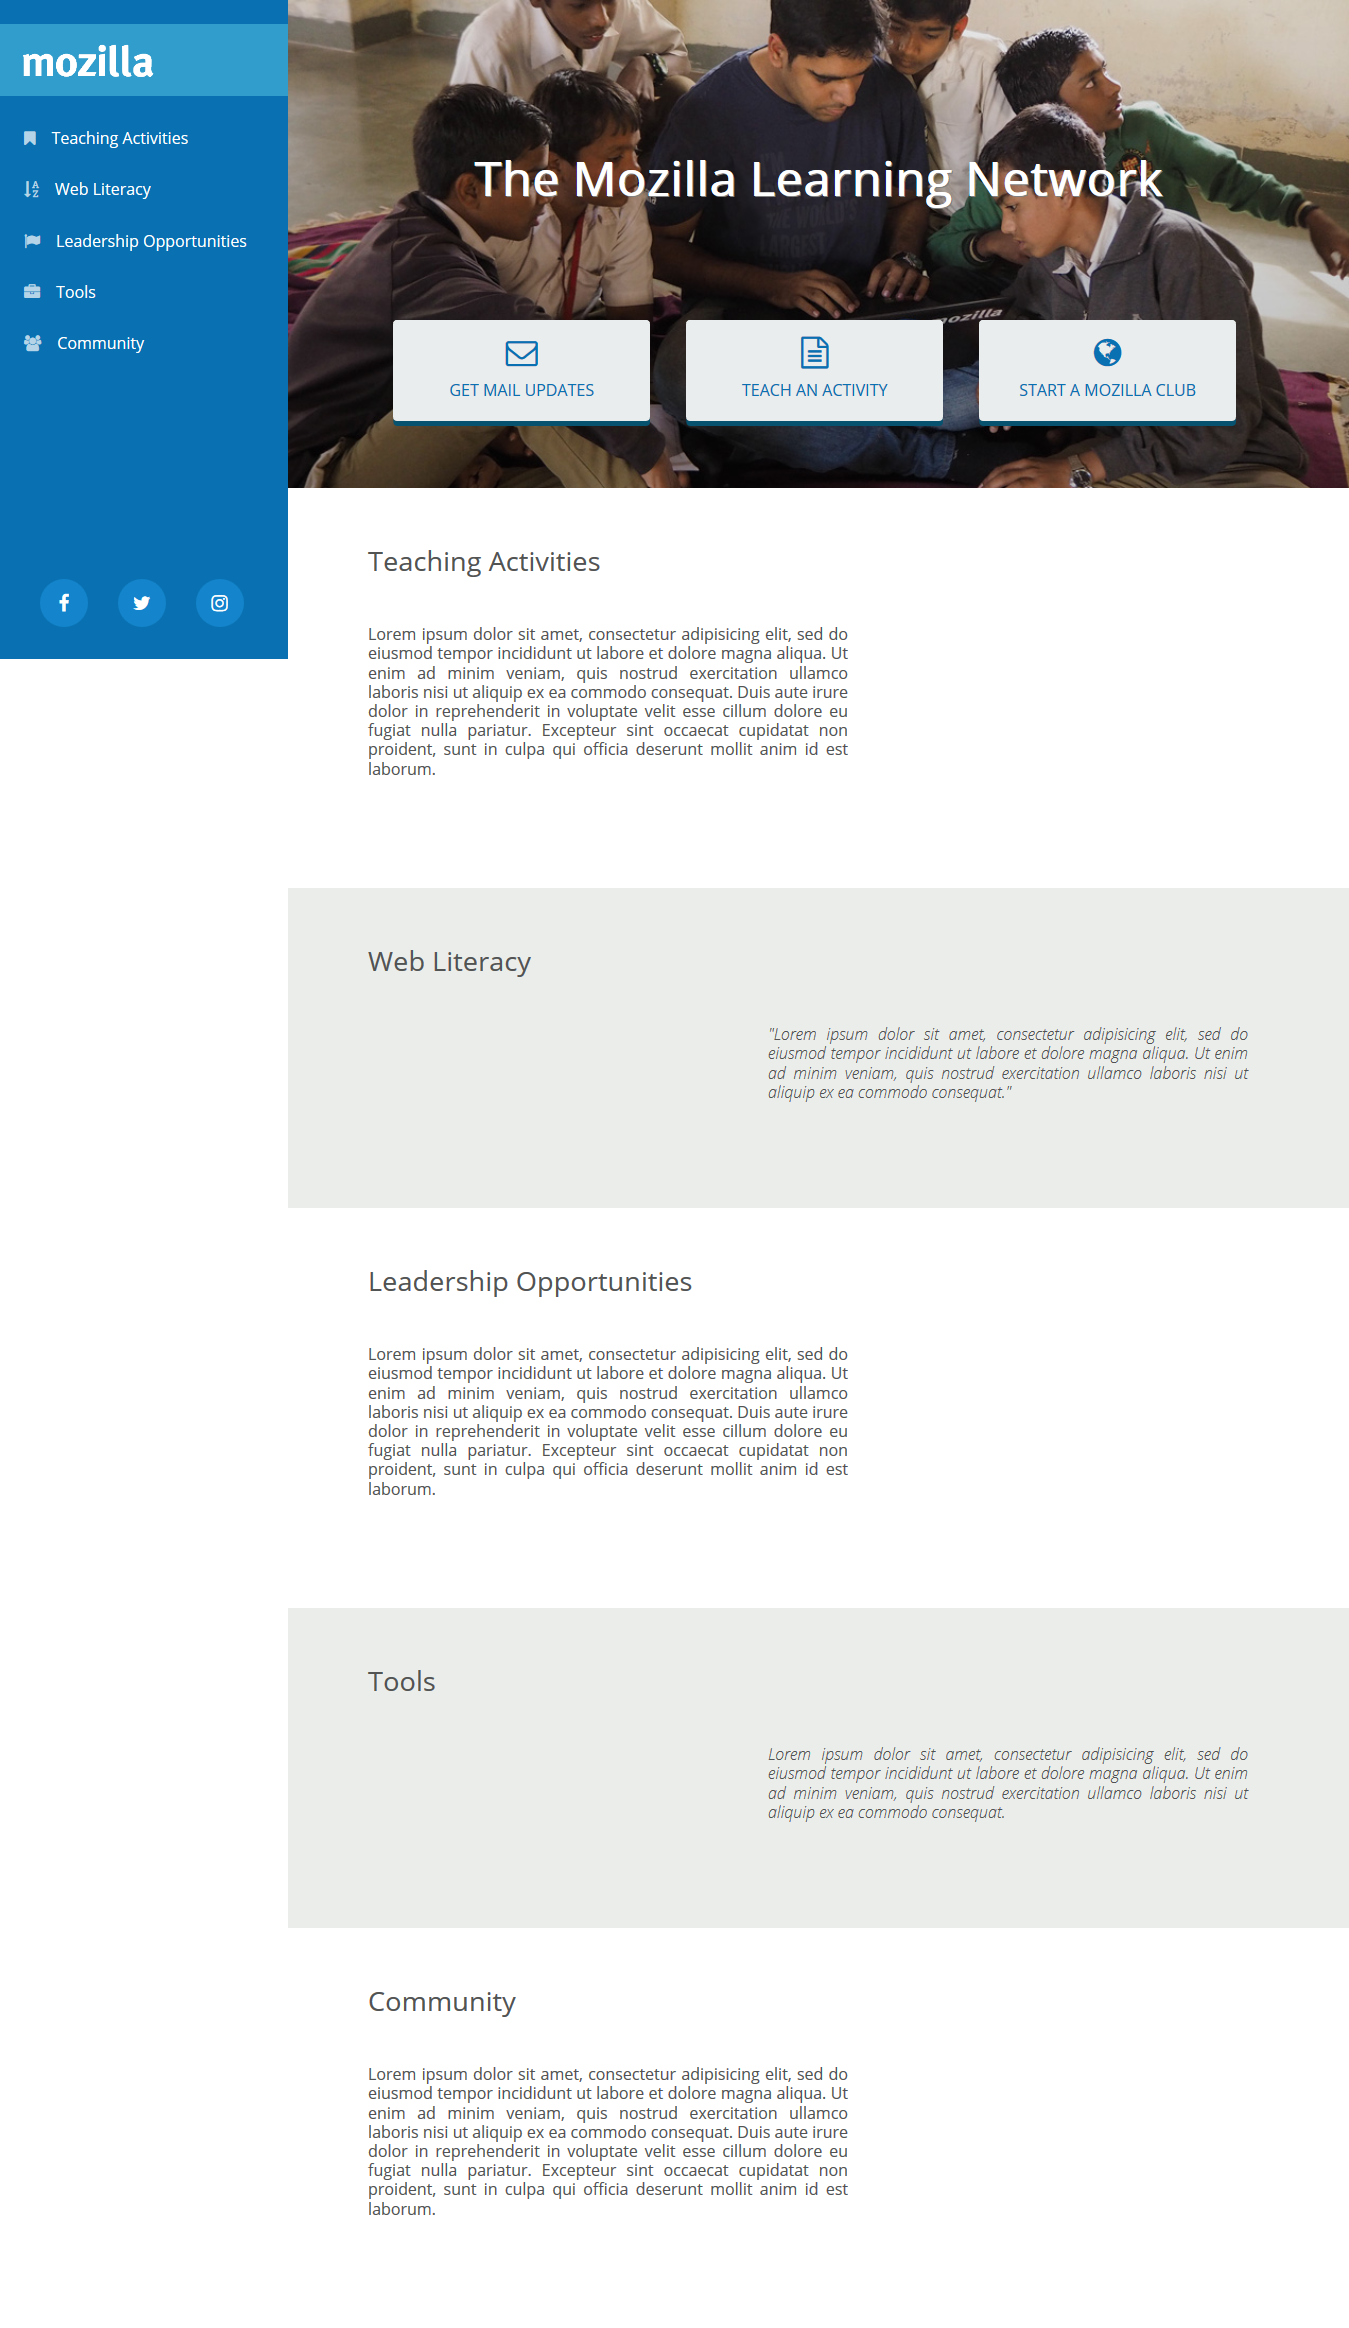 mozilla
Teaching Activities
Web Literacy
Leadership Opportunities
Tools
Community
The Mozilla Learning Network
mozilla
GET MAIL UPDATES
TEACH AN ACTIVITY
START A MOZILLA CLUB
Teaching Activities
Lorem ipsum dolor sit amet, consectetur adipisicing elit, sed do
eiusmod tempor incididunt ut labore et dolore magna aliqua. Ut
enim ad minim veniam, quis nostrud exercitation ullamco
laboris nisi ut aliquip ex ea commodo consequat. Duis aute irure
dolor in reprehenderit in voluptate velit esse cillum dolore eu
fugiat nulla pariatur. Excepteur sint occaecat cupidatat non
proident, sunt in culpa qui officia deserunt mollit anim id est
laborum.
Web Literacy
"Lorem ipsum dolor sit amet, consectetur adipisicing elit, sed do
eiusmod tempor incididunt ut labore et dolore magna aliqua. Ut enim
ad minim veniam, quis nostrud exercitation ullamco laboris nisi ut
aliquip ex ea commodo consequat."
Leadership Opportunities
Lorem ipsum dolor sit amet, consectetur adipisicing elit, sed do
eiusmod tempor incididunt ut labore et dolore magna aliqua. Ut
enim ad minim veniam, quis nostrud exercitation ullamco
laboris nisi ut aliquip ex ea commodo consequat. Duis aute irure
dolor in reprehenderit in voluptate velit esse cillum dolore eu
fugiat nulla pariatur. Excepteur sint occaecat cupidatat non
proident, sunt in culpa qui officia deserunt mollit anim id est
laborum.
Tools
Lorem ipsum dolor sit amet, consectetur adipisicing elit, sed do
eiusmod tempor incididunt ut labore et dolore magna aliqua. Ut enim
ad minim veniam, quis nostrud exercitation ullamco laboris nisi ut
aliquip ex ea commodo consequat.
Community
Lorem ipsum dolor sit amet, consectetur adipisicing elit, sed do
eiusmod tempor incididunt ut labore et dolore magna aliqua. Ut
enim ad minim veniam, quis nostrud exercitation ullamco
laboris nisi ut aliquip ex ea commodo consequat. Duis aute irure
dolor in reprehenderit in voluptate velit esse cillum dolore eu
fugiat nulla pariatur. Excepteur sint occaecat cupidatat non
proident, sunt in culpa qui officia deserunt mollit anim id est
laborum.